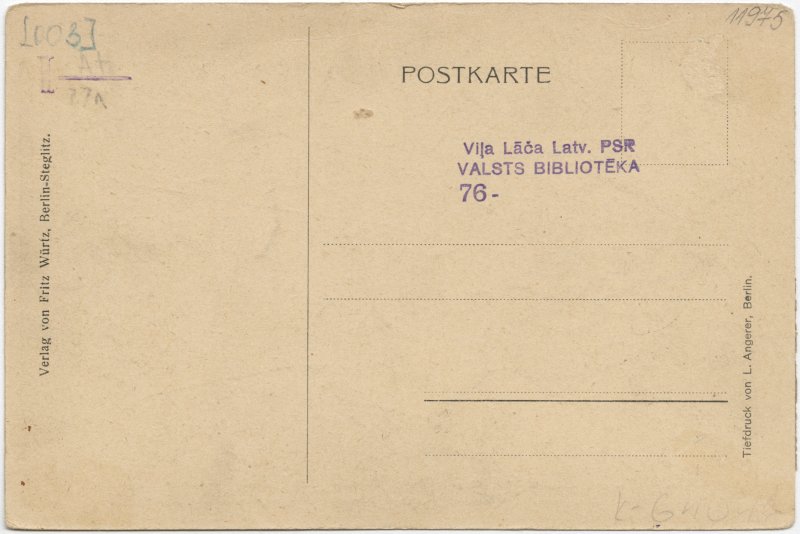 [003]
11975
POSTKARTE
Viļa Lāča Latv. PSR
VALSTS BIBLIOTĒKA
76-
Verlag von Fritz Würtz, Berlin-Steglitz.
Tiefdruck von L. Angerer, Berlin.